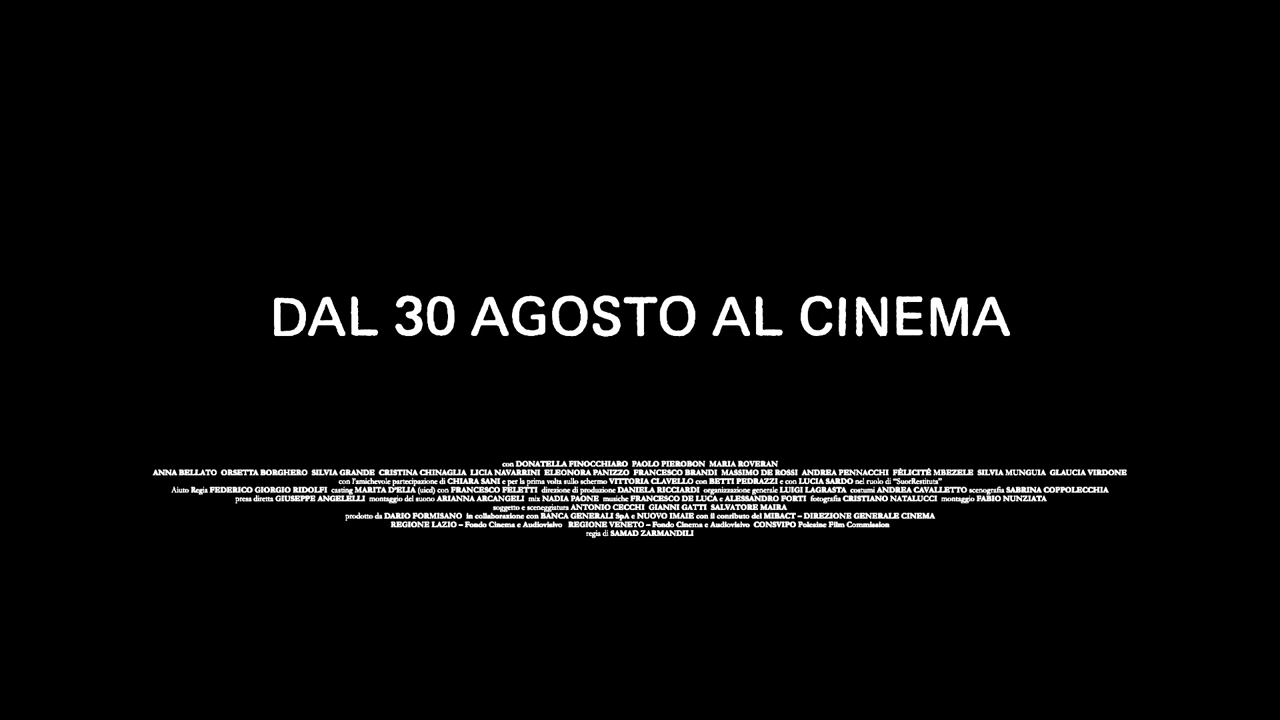 DAL 30 AGOSTO AL CINEMA
con DONATELLA FINOCCHIARO PAOLO PIEROBON MARIA ROVERAN
ANNA BELLATO ORSETTA BORGHERO SILVIA GRANDE CRISTINA CHINAGLIA LICIA NAVARRINI ELEONORA PANIZZO FRANCESCO BRANDI MASSIMO DE ROSSI ANDREA PENNACCHI FÉLICITÉ MBEZELE SILVIA MUNGUIA GLAUCIA VIRDONE
con l'amichevole partecipazione di CHIARA SANI e per la prima volta sullo schermo VITTORIA CLAVELLO con BETTI PEDRAZZI e con LUCIA SARDO nel ruolo di "SuorRestituta"
Aiuto Regia FEDERICO GIORGIO RIDOLFI casting MARITA D'ELIA (uicd) con FRANCESCO FELETTI direzione di produzione DANIELA RICCIARDI organizzazione generale LUIGI LAGRASTA costumi ANDREA CAVALLETTO scenografia SABRINA COPPOLECCHIA
presa diretta GIUSEPPE ANGELELLI montaggio del suono ARIANNA ARCANGELI mix NADIA PAONE musiche FRANCESCO DE LUCA e ALESSANDRO FORTI fotografia CRISTIANO NATALUCCI montaggio FABIO NUNZIATA
soggetto e sceneggiatura ANTONIO CECCHI GIANNI GATTI SALVATORE MAIRA
prodotto da DARIO FORMISANO in collaborazione con BANCA GENERALI SpA e NUOVO IMAIE con il contributo del MIBACT – DIREZIONE GENERALE CINEMA
REGIONE LAZIO – Fondo Cinema e Audiovisivo REGIONE VENETO – Fondo Cinema e Audiovisivo CONSVIPO Polesine Film Commission
regia di SAMAD ZARMANDILI